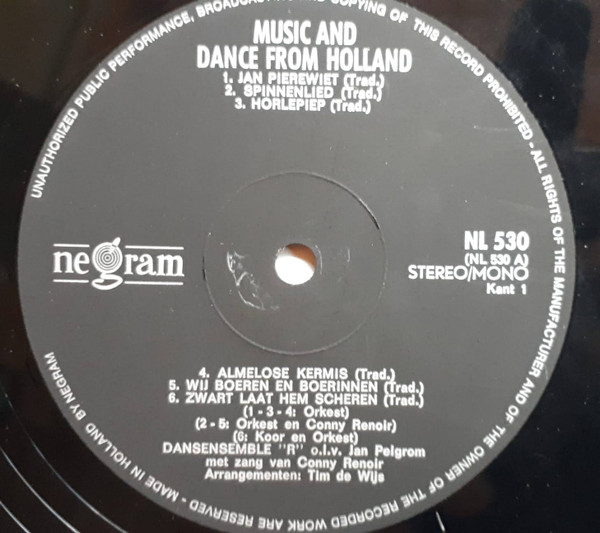 UNAUTHORIZED PUBLIC PERFORMANCE, BROADCASTING AND COPYING OF THIS RECORD PROHIBITED - ALL RIGHTS OF THE MANUFACTURER AND OF THE OWNER OF THE RECORDED WORK ARE RESERVED - MADE IN HOLLAND BY NEGRAM
MUSIC AND
DANCE FROM HOLLAND
1. JAN PIEREWIET (Trad.)
2. SPINNENLIED (Trad.)
3. HORLEPIEP (Trad.)
negram
NL 530
(NL 530 A)
STEREO/MONO
Kant 1
4. ALMELOSE KERMIS (Trad.)
5. WIJ BOEREN EN BOERINNEN (Trad.)
6. ZWART LAAT HEM SCHEREN (Trad.)
(1 - 3 - 4: Orkest)
(2 - 5: Orkest en Conny Renoir)
(6: Koor en Orkest)
DANSENSEMBLE "R" o.l.v. Jan Pelgrom
met zang van Conny Renoir
Arrangementen: Tim de Wijs